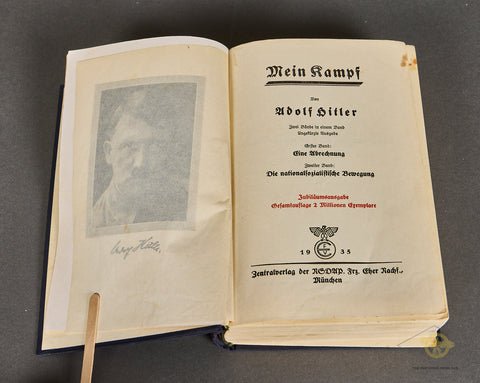 Mein Kampf
Von
Adolf Hitler
Zwei Bände in einem Band
Ungekürzte Ausgabe
Erster Band:
Eine Abrechnung
Zweiter Band:
Die nationalsozialistische Bewegung
Jubiläumsausgabe
Gesamtauflage 2 Millionen Exemplare
1935
Zentralverlag der NSDAP. Frz. Eher Nachf.,
München